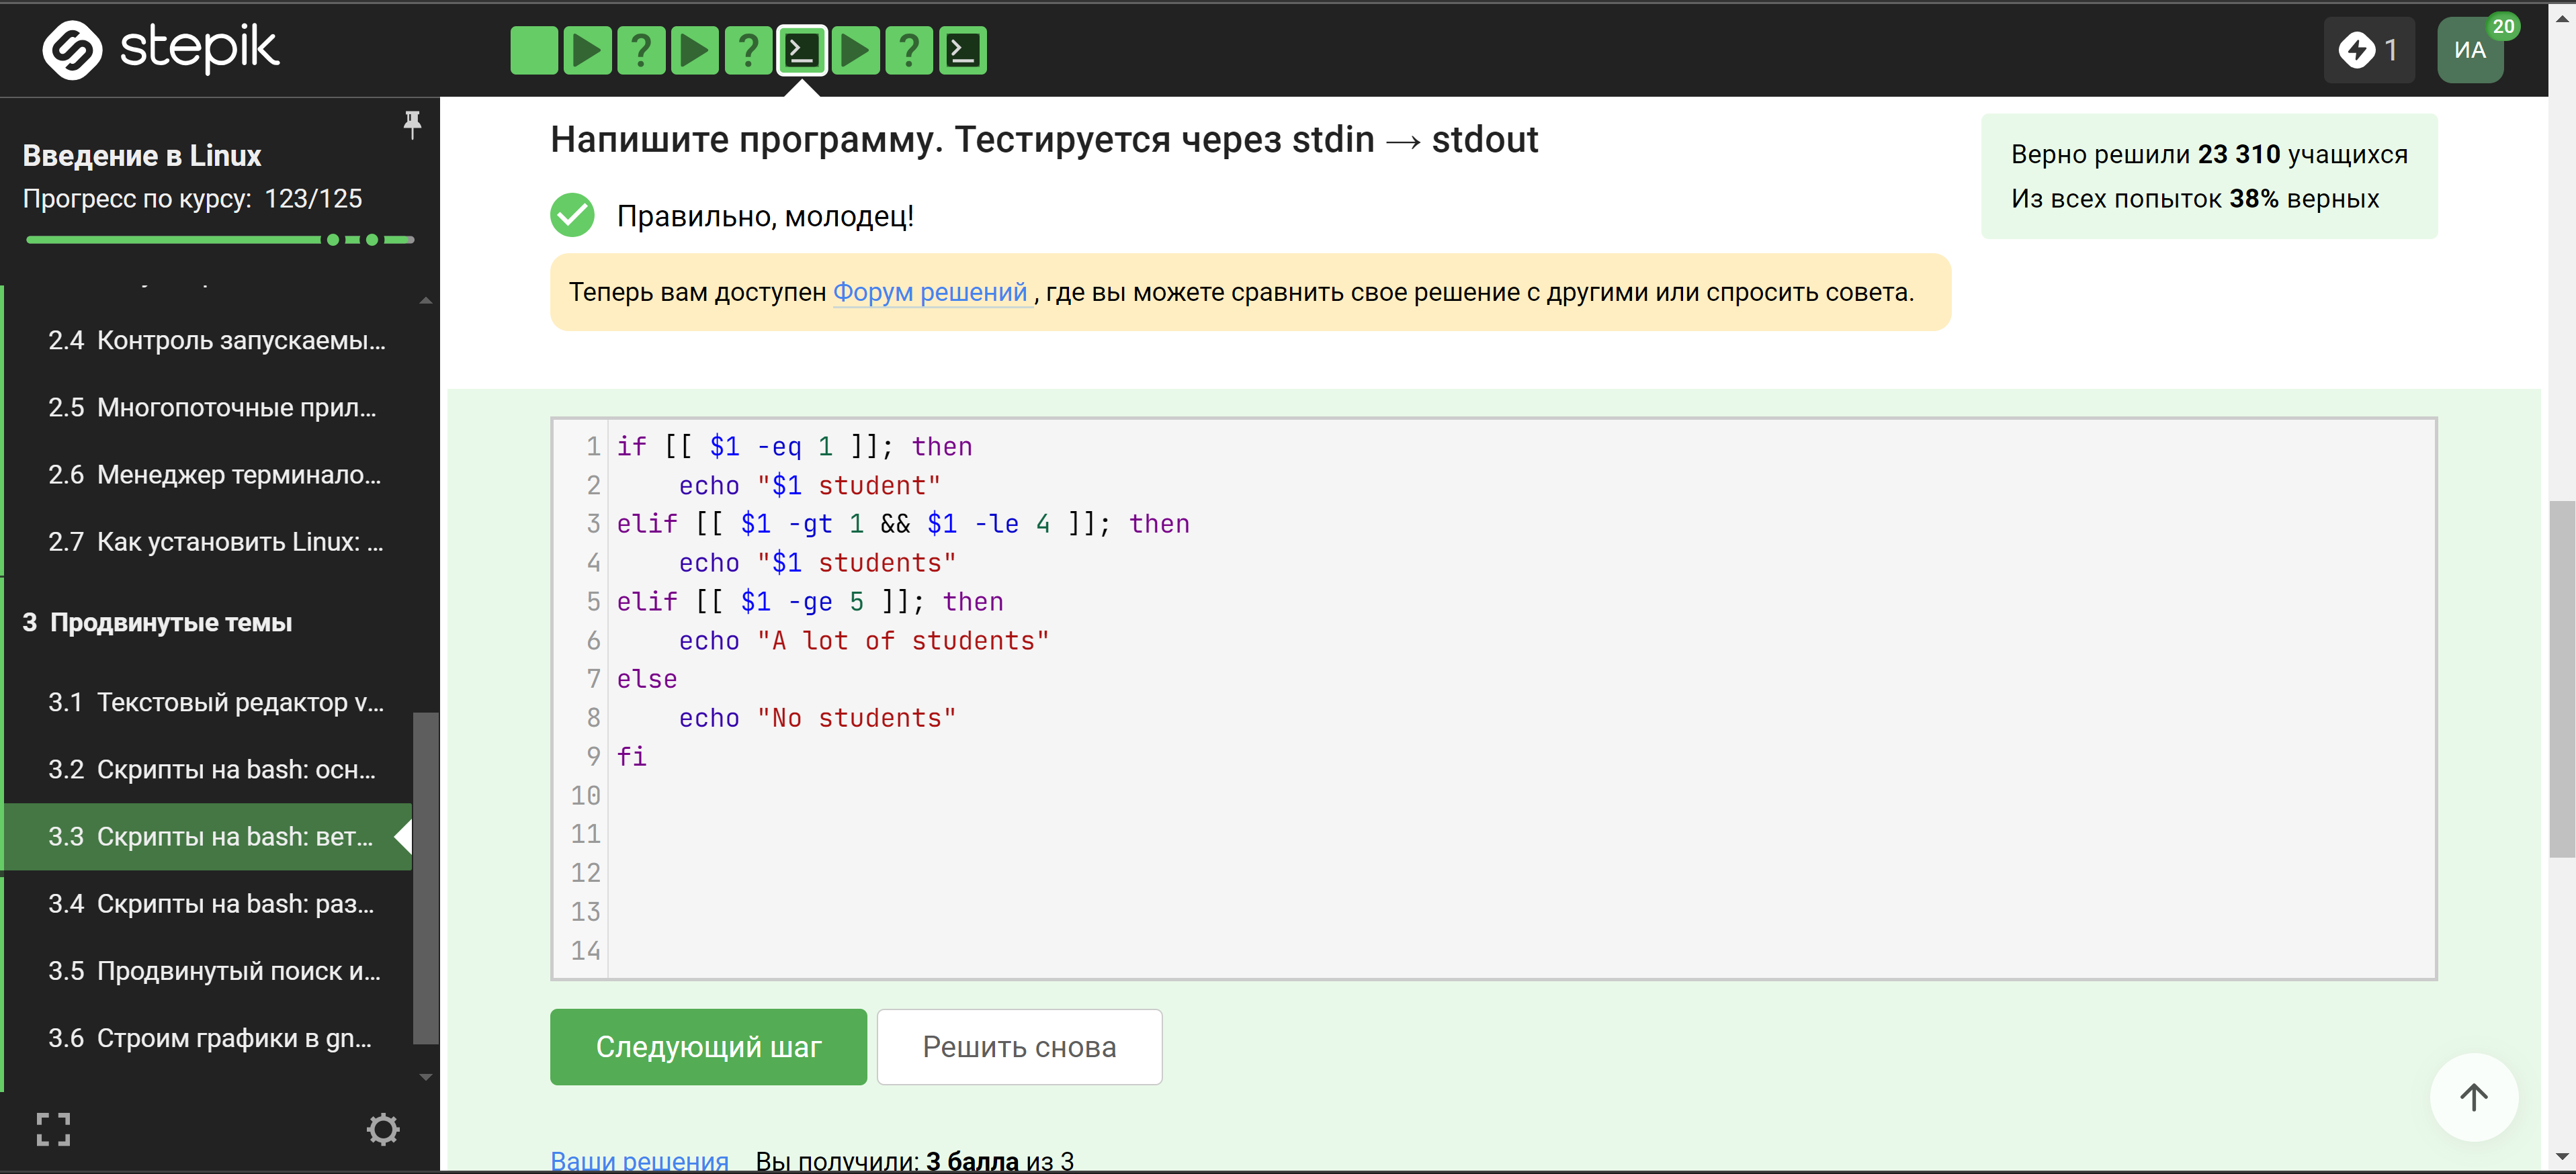 stepik
? ? ?
1
ИА
20
Введение в Linux
Прогресс по курсу: 123/125
2.4 Контроль запускаемы...
2.5 Многопоточные прил...
2.6 Менеджер терминало...
2.7 Как установить Linux: ...
3 Продвинутые темы
3.1 Текстовый редактор v...
3.2 Скрипты на bash: осн...
3.3 Скрипты на bash: вет...
3.4 Скрипты на bash: раз...
3.5 Продвинутый поиск и...
3.6 Строим графики в gn...
Напишите программу. Тестируется через stdin → stdout
Правильно, молодец!
Теперь вам доступен Форум решений , где вы можете сравнить свое решение с другими или спросить совета.
Верно решили 23 310 учащихся
Из всех попыток 38% верных
1 if [[ $1 -eq 1 ]]; then
2     echo "$1 student"
3 elif [[ $1 -gt 1 && $1 -le 4 ]]; then
4     echo "$1 students"
5 elif [[ $1 -ge 5 ]]; then
6     echo "A lot of students"
7 else
8     echo "No students"
9 fi
10
11
12
13
14
Следующий шаг
Решить снова
Ваши решения Вы получили: 3 балла из 3